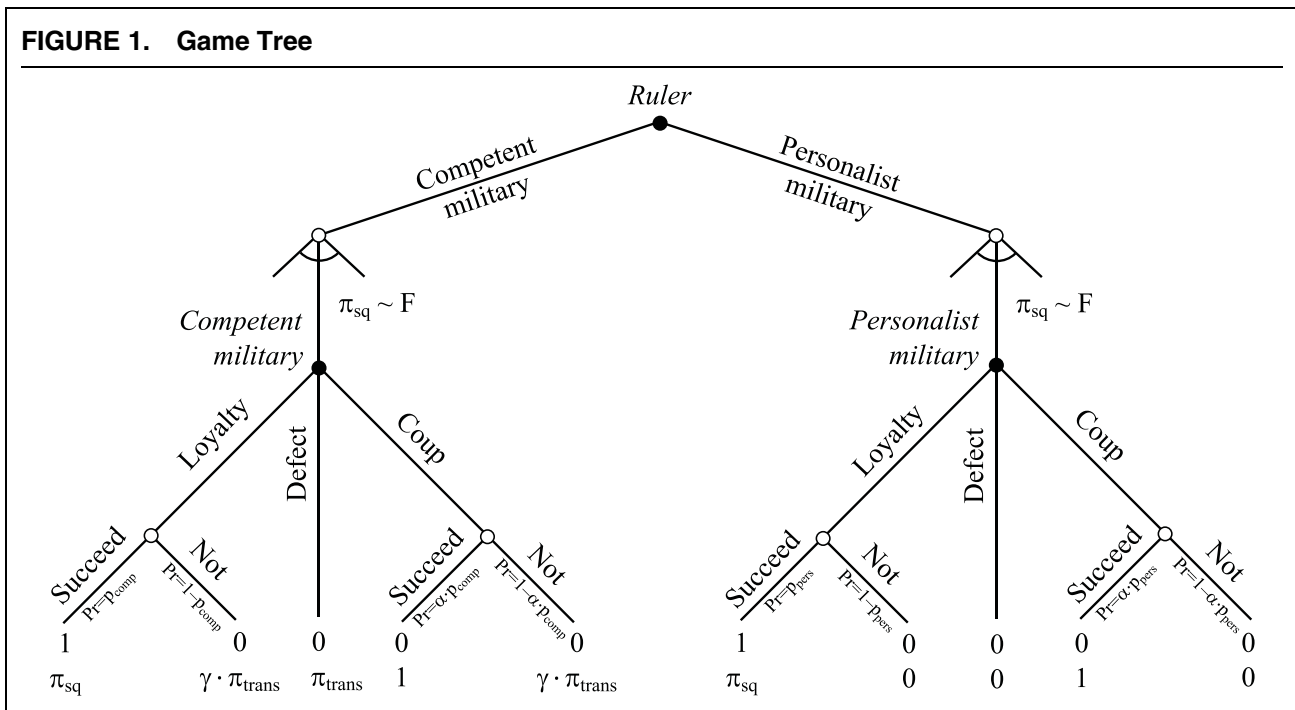 FIGURE 1. Game Tree
Ruler
Competent
military
Personalist
military
π_sq ~ F
π_sq ~ F
Competent
military
Personalist
military
Loyalty
Defect
Coup
Loyalty
Defect
Coup
Succeed
Pr=p_comp
Not
Pr=1–p_comp
Succeed
Pr=α·p_comp
Not
Pr=1–α·p_comp
Succeed
Pr=p_pers
Not
Pr=1–p_pers
Succeed
Pr=α·p_pers
Not
Pr=1–α·p_pers
1 0 0 0 0 1 0 0 0 0
π_sq γ · π_trans π_trans 1 γ · π_trans π_sq 0 0 1 0